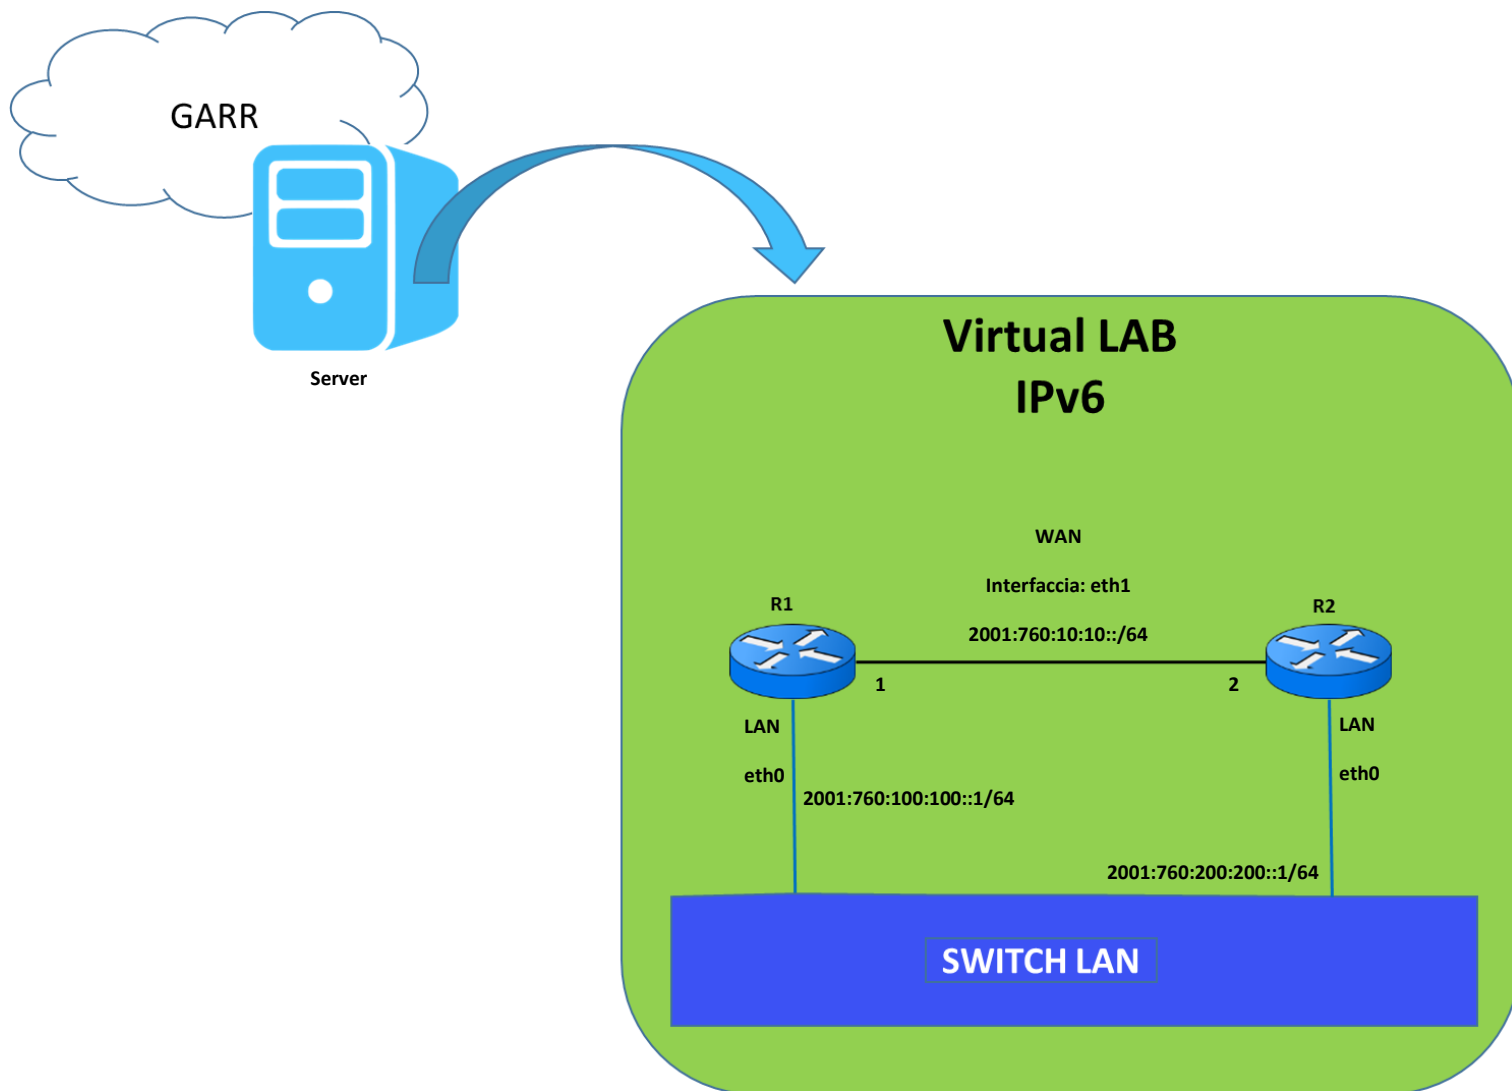 GARR
Server
Virtual LAB
IPv6
WAN
Interfaccia: eth1
R1
R2
2001:760:10:10::/64
1
2
LAN
LAN
eth0
eth0
2001:760:100:100::1/64
2001:760:200:200::1/64
SWITCH LAN